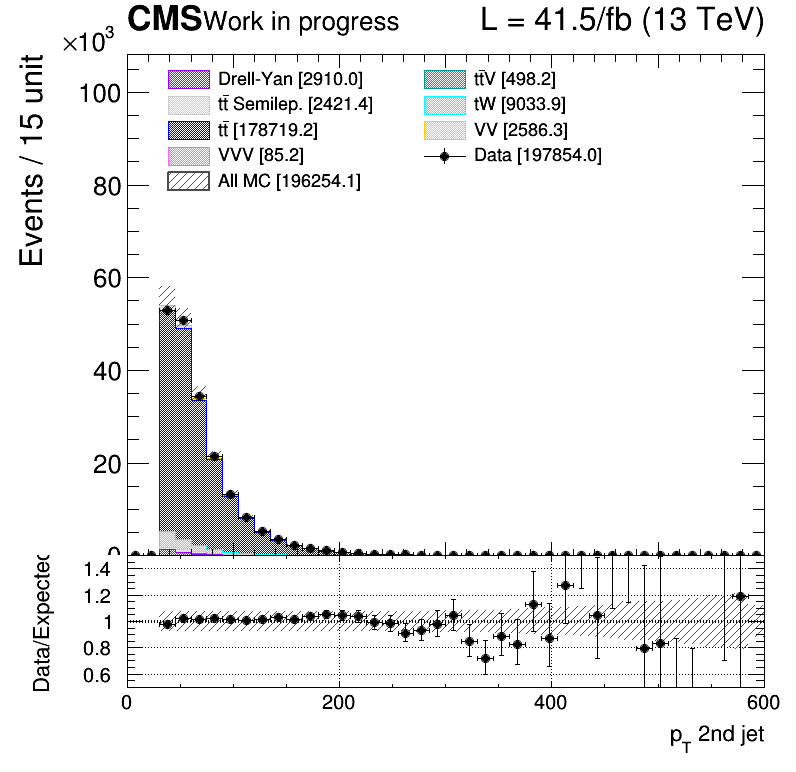 CMS Work in progress L = 41.5/fb (13 TeV)
×10³
Events / 15 unit
Drell-Yan [2910.0] tt̄V [498.2]
tt̄ Semilep. [2421.4] tW [9033.9]
tt̄ [178719.2] VV [2586.3]
VVV [85.2] Data [197854.0]
All MC [196254.1]
100
80
60
40
20
0
Data/Expected
1.4
1.2
1
0.8
0.6
0 200 400 600
p_T 2nd jet